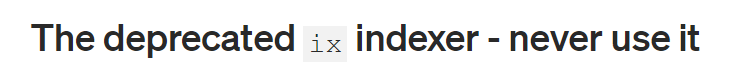 The deprecated ix indexer - never use it